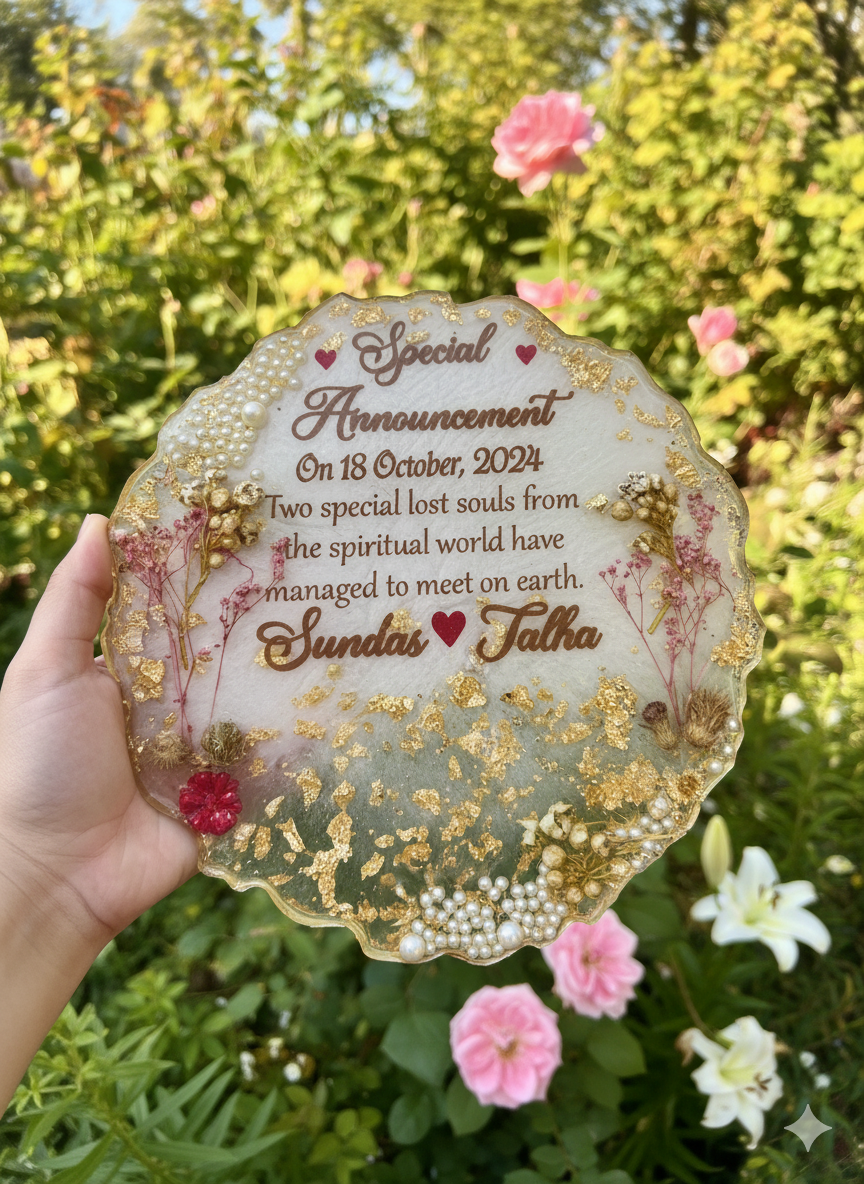 Special
Announcement
On 18 October, 2024
Two special lost souls from
the spiritual world have
managed to meet on earth.
Sundas ♥ Talha